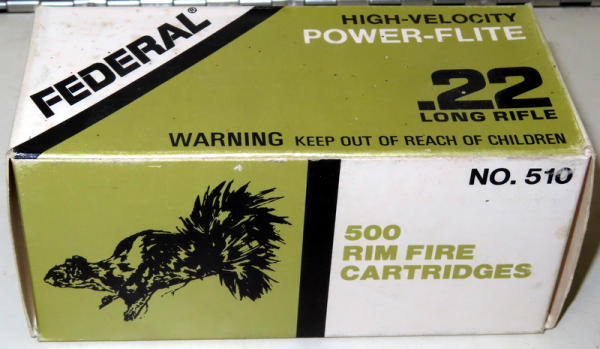 FEDERAL®
HIGH-VELOCITY
POWER-FLITE
.22
LONG RIFLE
WARNING KEEP OUT OF REACH OF CHILDREN
NO. 510
500
RIM FIRE
CARTRIDGES